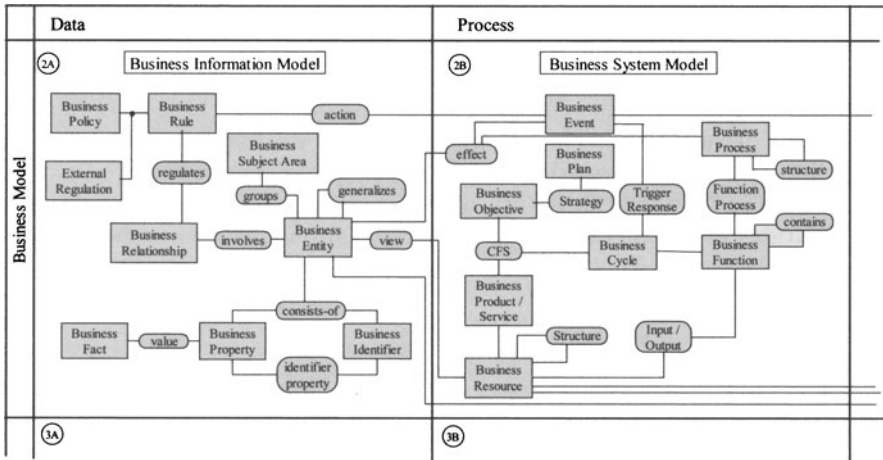 Data
Process
2A
Business Information Model
2B
Business System Model
Business Model
Business
Policy
Business
Rule
action
External
Regulation
regulates
Business
Subject Area
groups
generalizes
Business
Relationship
involves
Business
Entity
view
consists-of
Business
Fact
value
Business
Property
Business
Identifier
identifier
property
Business
Event
effect
Business
Process
structure
Business
Plan
Business
Objective
Strategy
Trigger
Response
Function
Process
contains
CFS
Business
Cycle
Business
Function
Business
Product /
Service
Structure
Input /
Output
Business
Resource
3A
3B